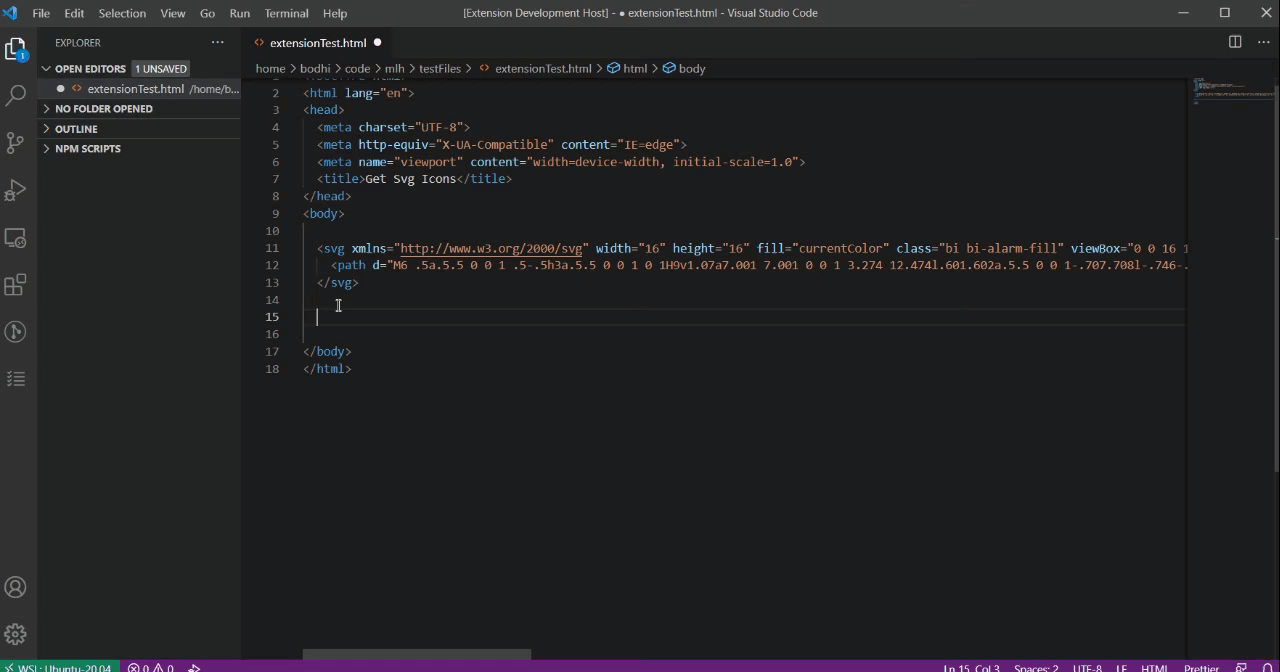 File Edit Selection View Go Run Terminal Help [Extension Development Host] - ● extensionTest.html - Visual Studio Code
EXPLORER ···
OPEN EDITORS 1 UNSAVED
● <> extensionTest.html /home/b...
NO FOLDER OPENED
OUTLINE
NPM SCRIPTS
1
<> extensionTest.html ●
home > bodhi > code > mlh > testFiles > <> extensionTest.html > html > body
2 <html lang="en">
3 <head>
4 <meta charset="UTF-8">
5 <meta http-equiv="X-UA-Compatible" content="IE=edge">
6 <meta name="viewport" content="width=device-width, initial-scale=1.0">
7 <title>Get Svg Icons</title>
8 </head>
9 <body>
10
11 <svg xmlns="http://www.w3.org/2000/svg" width="16" height="16" fill="currentColor" class="bi bi-alarm-fill" viewBox="0 0 16 1
12 <path d="M6 .5a.5.5 0 0 1 .5-.5h3a.5.5 0 0 1 0 1H9v1.07a7.001 7.001 0 0 1 3.274 12.474l.601.602a.5.5 0 0 1-.707.708l-.746-.
13 </svg>
14
15
16
17 </body>
18 </html>
WSL: Ubuntu-20.04 0 0 Ln 15, Col 3 Spaces: 2 UTF-8 LF HTML Prettier